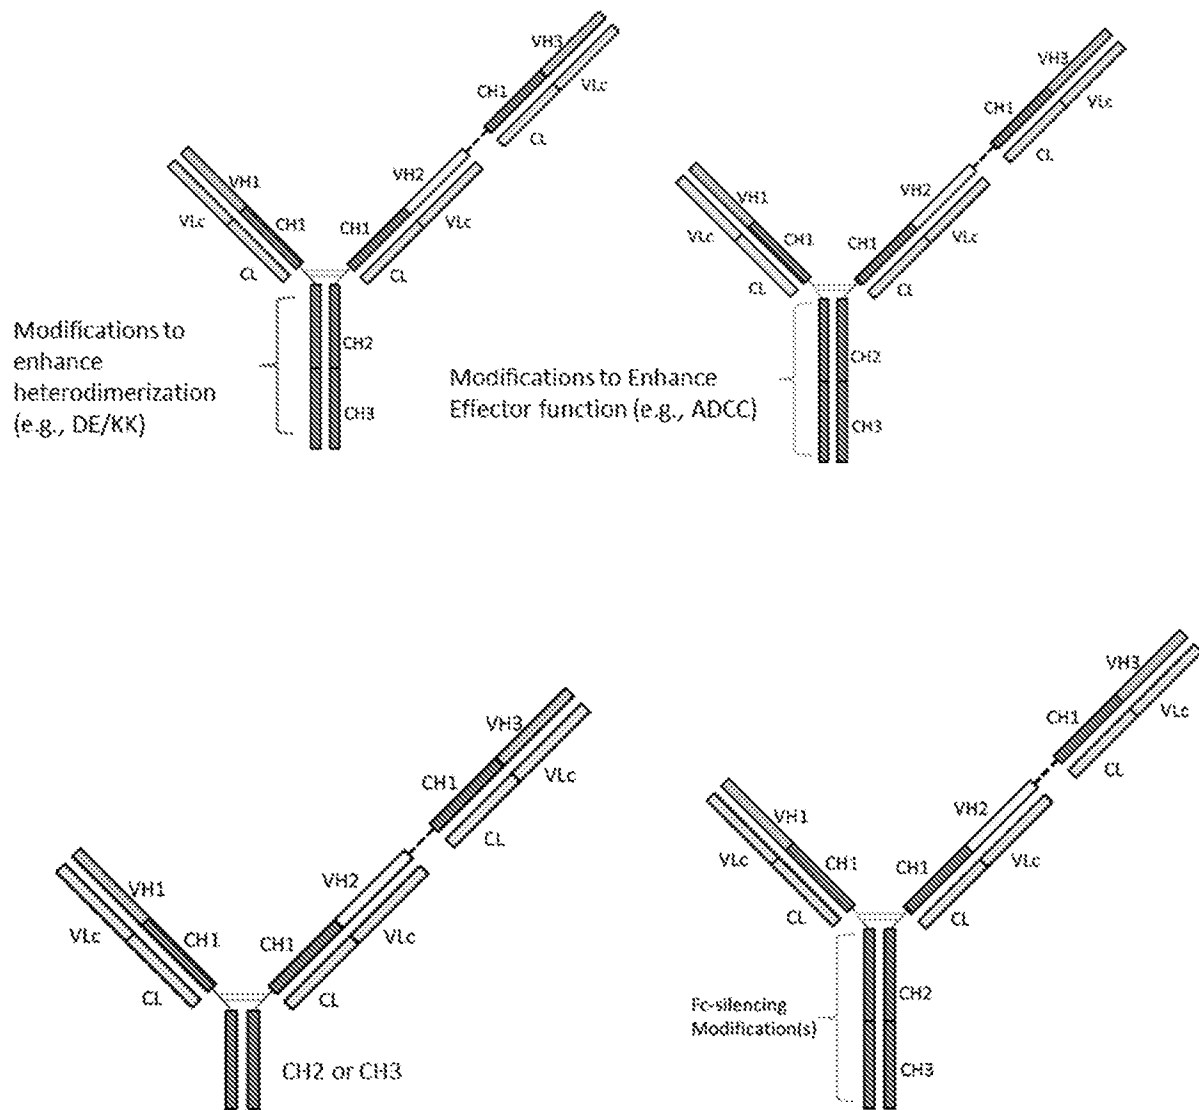 VH3
CH1
VLc
CL
VH2
VH1
CH1
CH1
VLc
VLc
CL
CL
CH2
CH3
Modifications to
enhance
heterodimerization
(e.g., DE/KK)
VH3
CH1
VLc
CL
VH2
VH1
CH1
CH1
VLc
VLc
CL
CL
CH2
CH3
Modifications to Enhance
Effector function (e.g., ADCC)
VH3
CH1
VLc
CL
VH2
VH1
CH1
CH1
VLc
VLc
CL
CL
CH2 or CH3
VH3
CH1
VLc
CL
VH2
VH1
CH1
CH1
VLc
VLc
CL
CL
CH2
CH3
Fc-silencing
Modification(s)